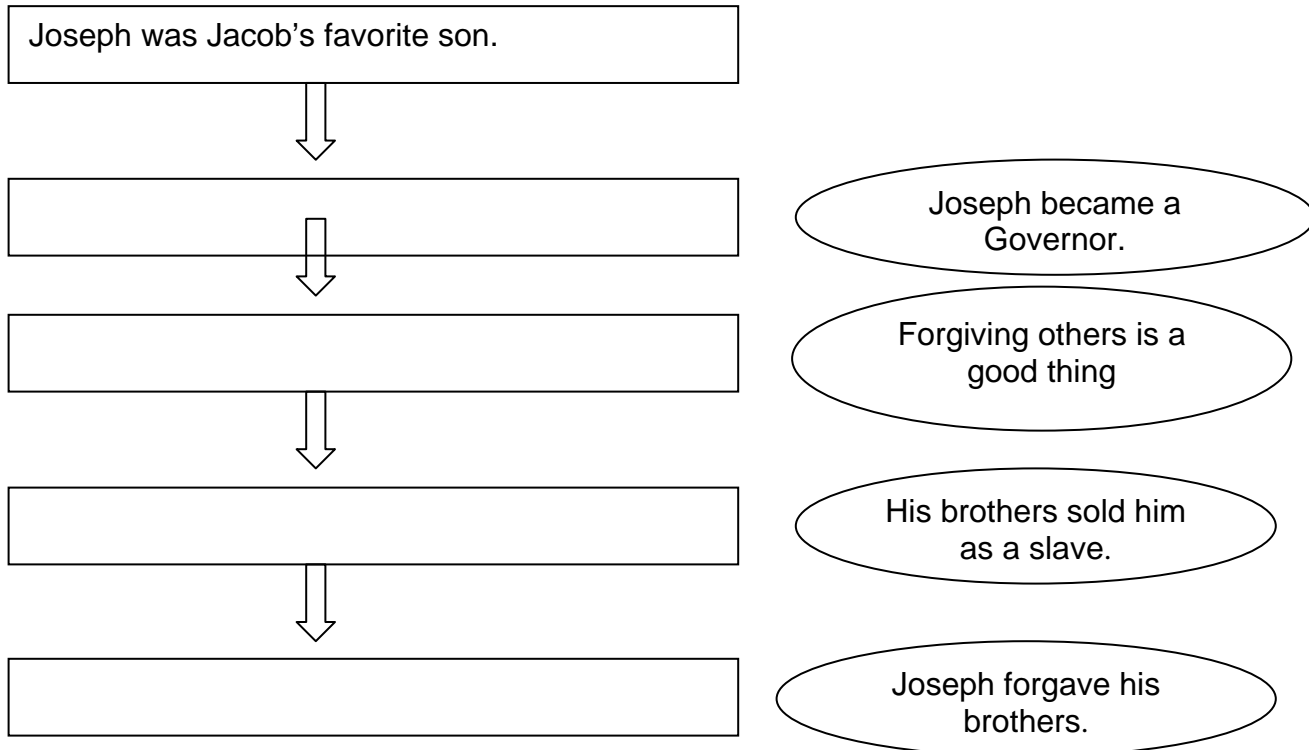 Joseph was Jacob’s favorite son.
Joseph became a
Governor.
Forgiving others is a
good thing
His brothers sold him
as a slave.
Joseph forgave his
brothers.